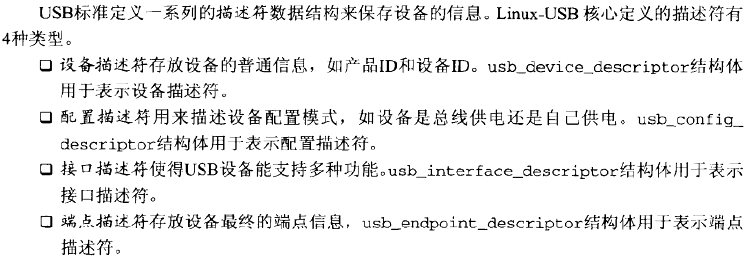 USB标准定义一系列的描述符数据结构来保存设备的信息。Linux-USB 核心定义的描述符有
4种类型。
❏ 设备描述符存放设备的普通信息，如产品ID和设备ID。usb_device_descriptor结构体
用于表示设备描述符。
❏ 配置描述符用来描述设备配置模式，如设备是总线供电还是自己供电。usb_config_
descriptor结构体用于表示配置描述符。
❏ 接口描述符使得USB设备能支持多种功能。usb_interface_descriptor结构体用于表示
接口描述符。
❏ 端点描述符存放设备最终的端点信息，usb_endpoint_descriptor结构体用于表示端点
描述符。